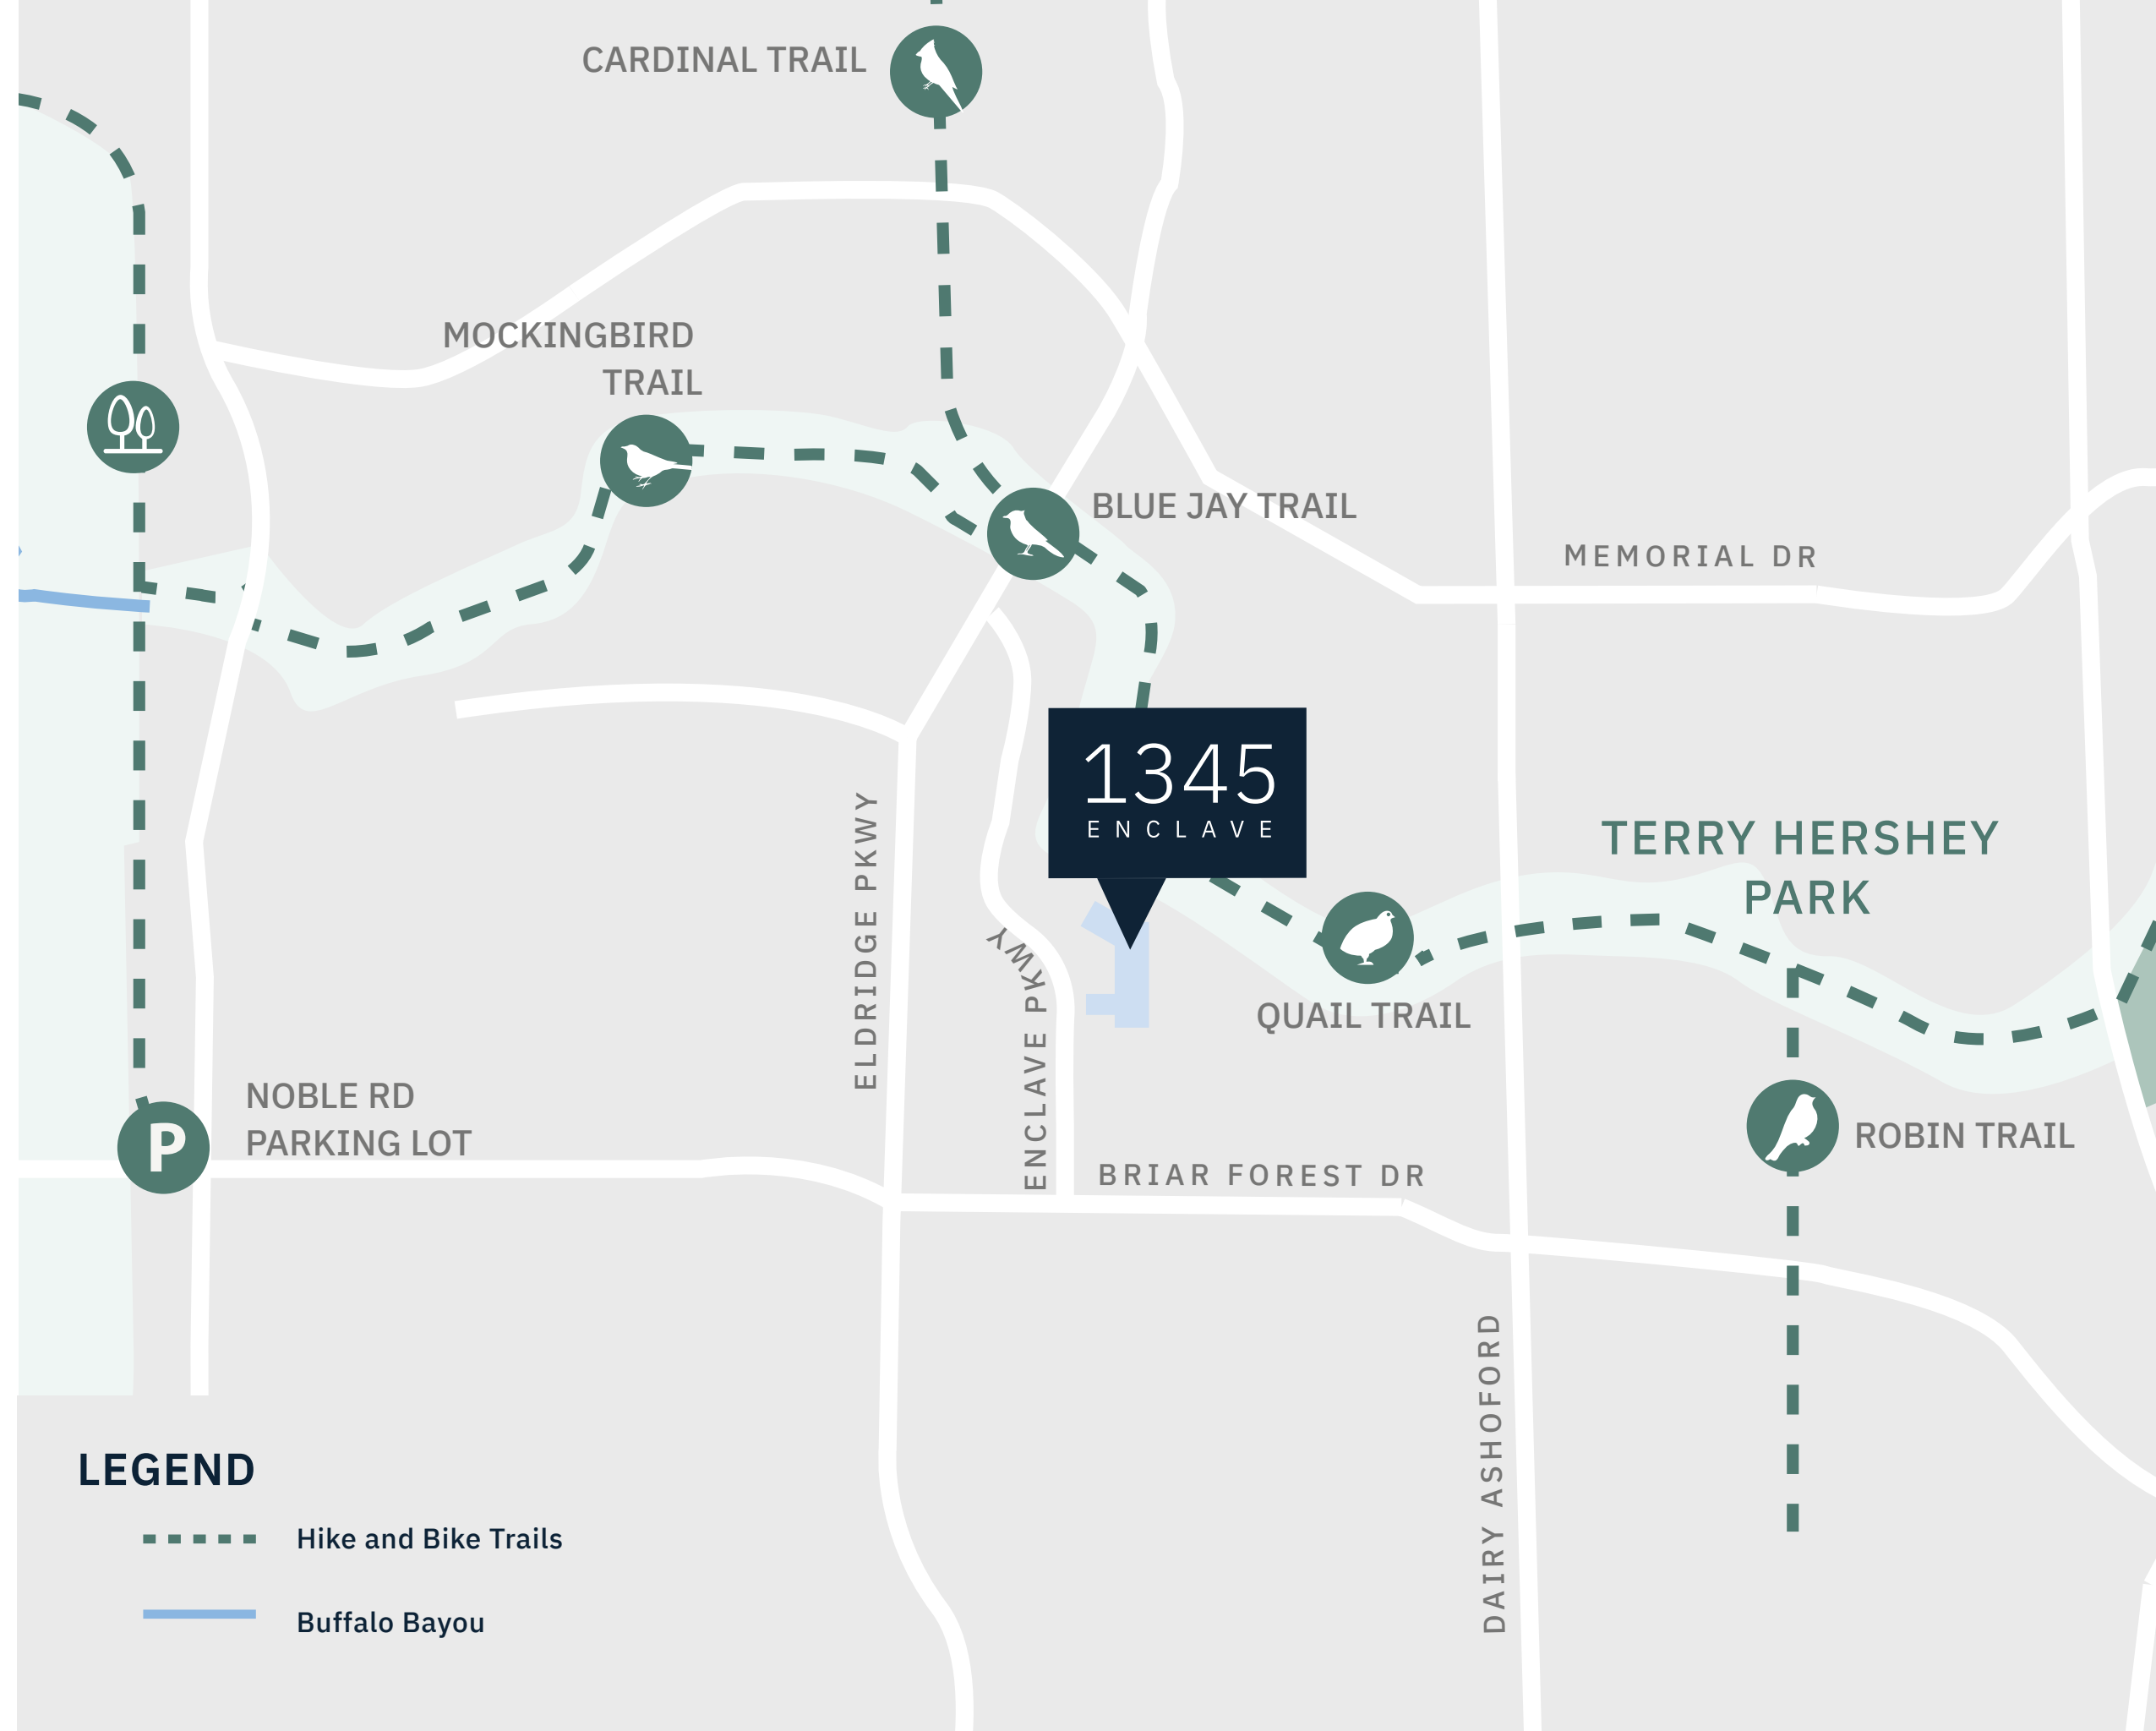 CARDINAL TRAIL
MOCKINGBIRD
TRAIL
BLUE JAY TRAIL
MEMORIAL DR
1345
ENCLAVE
TERRY HERSHEY
PARK
ELDRIDGE PKWY
ENCLAVE PKWY
QUAIL TRAIL
NOBLE RD
PARKING LOT
P
BRIAR FOREST DR
ROBIN TRAIL
DAIRY ASHOFORD
LEGEND
Hike and Bike Trails
Buffalo Bayou